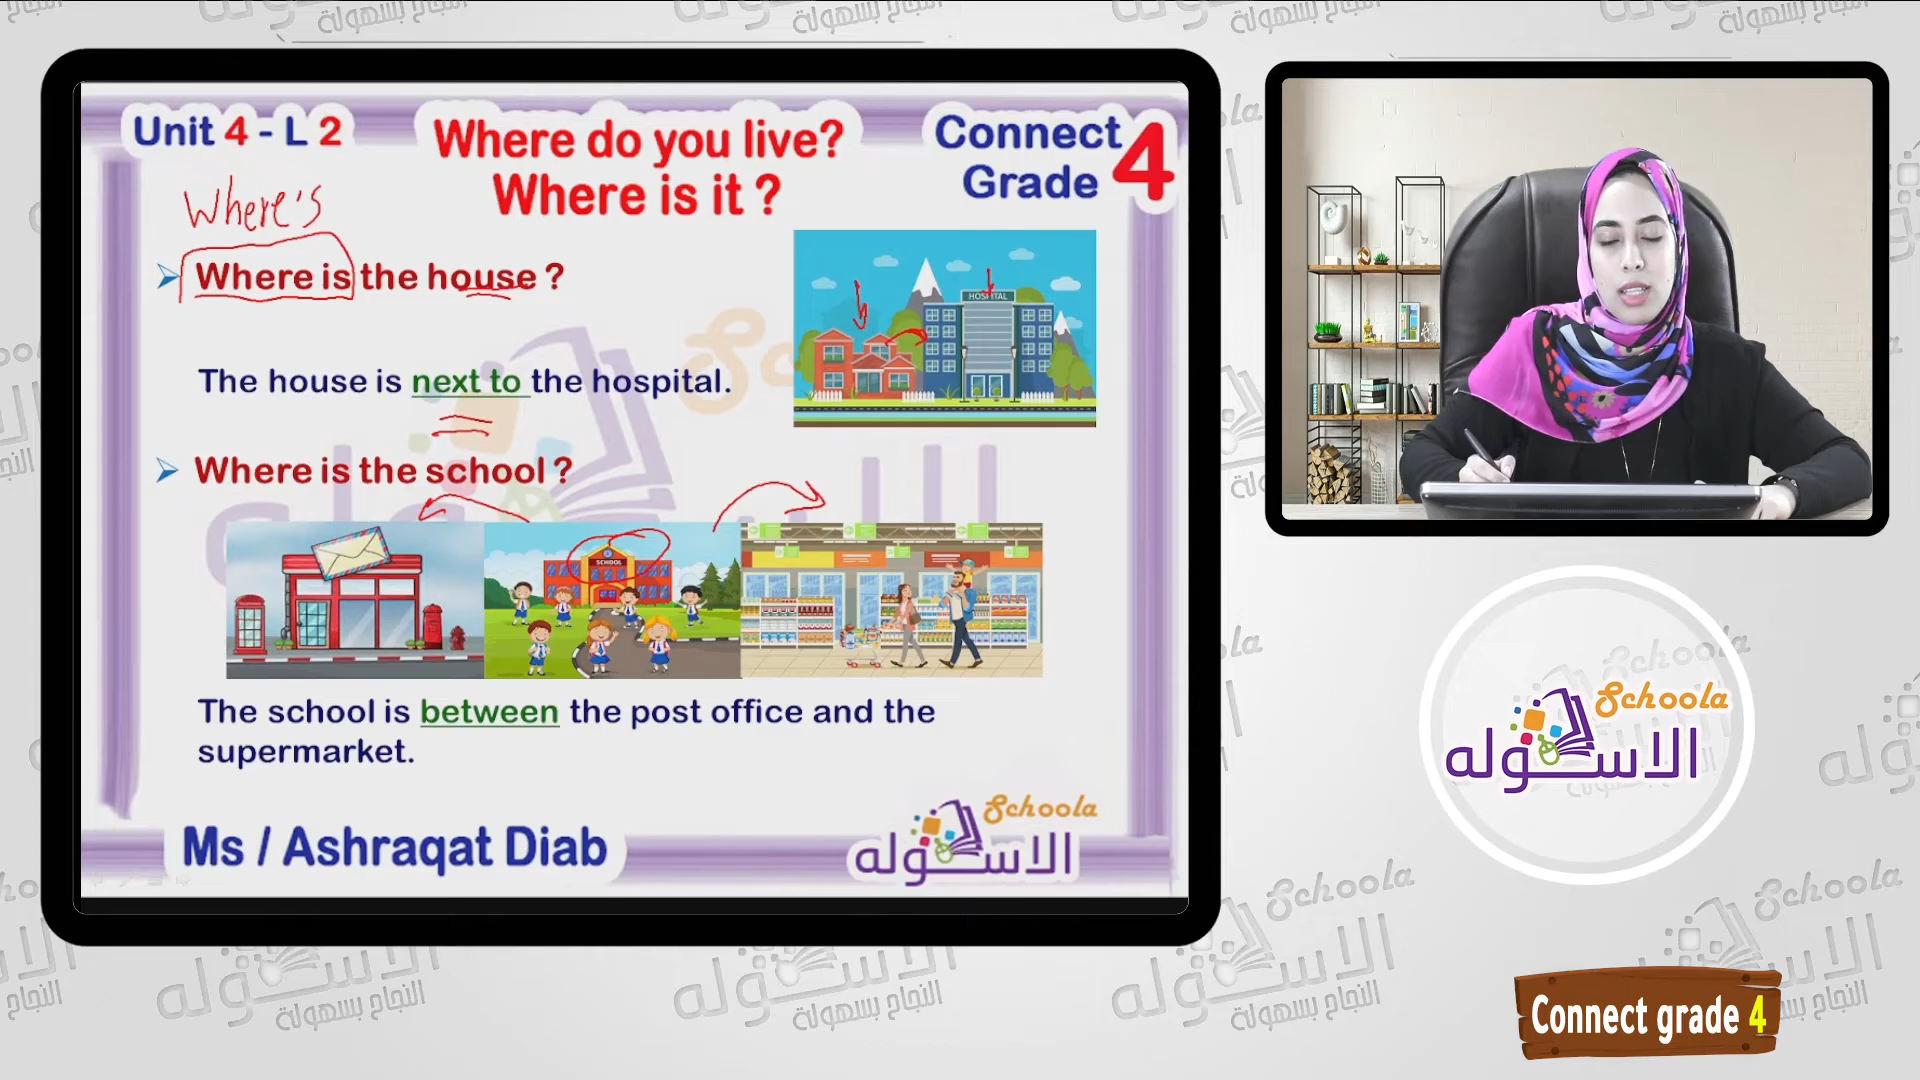 Unit 4 - L 2
Where do you live?
Where is it ?
Connect
Grade 4
Where's
Where is the house ?
HOSPITAL
The house is next to the hospital.
Where is the school ?
SCHOOL
The school is between the post office and the
supermarket.
Ms / Ashraqat Diab
Schoola
الاسكوله
Schoola
الاسكوله
Connect grade 4
Schoola
الاسكوله
النجاح بسهولة